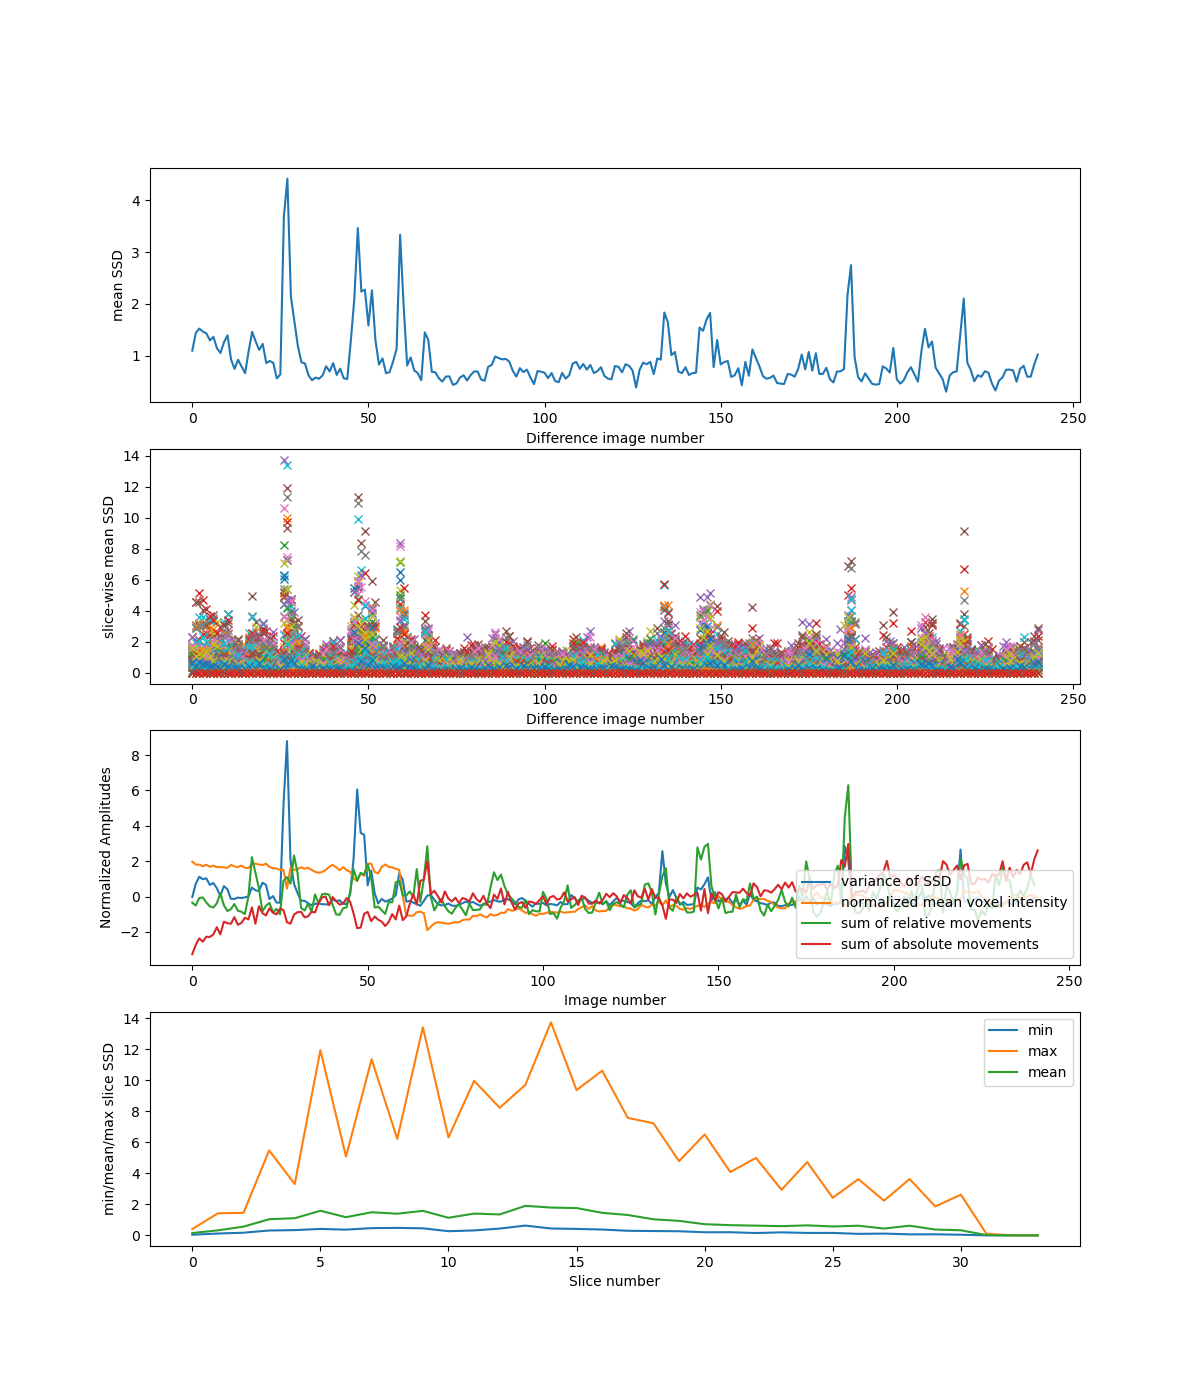 4
3
2
1
mean SSD
0 50 100 150 200 250
Difference image number
14
12
10
8
6
4
2
0
slice-wise mean SSD
0 50 100 150 200 250
Difference image number
8
6
4
2
0
−2
Normalized Amplitudes
variance of SSD
normalized mean voxel intensity
sum of relative movements
sum of absolute movements
0 50 100 150 200 250
Image number
14
12
10
8
6
4
2
0
min/mean/max slice SSD
min
max
mean
0 5 10 15 20 25 30
Slice number